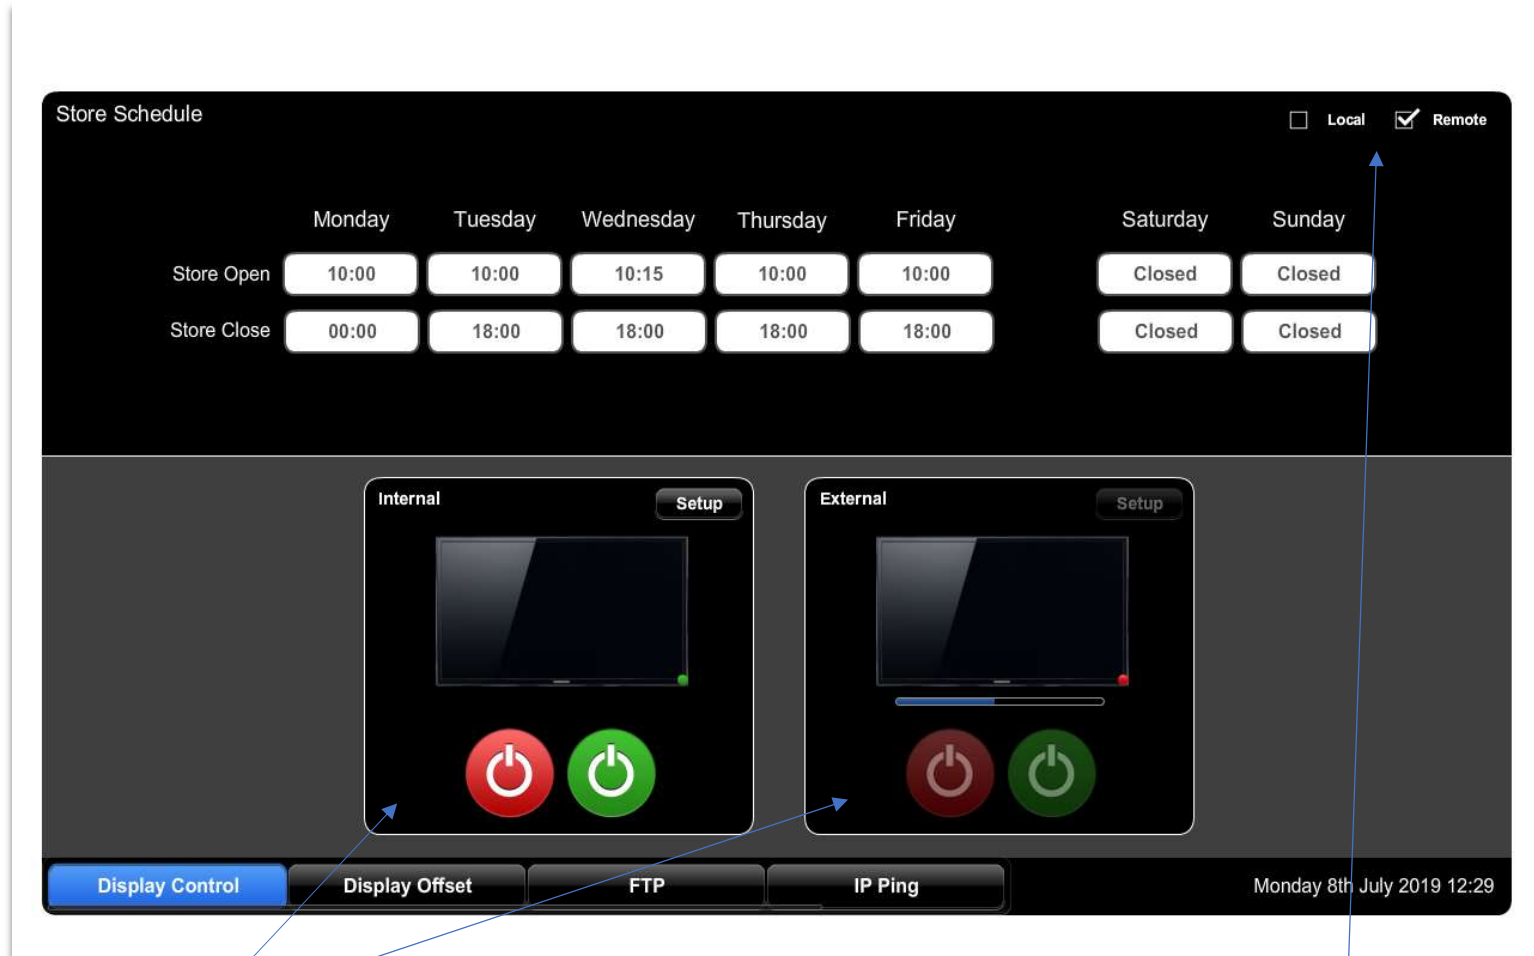 Store Schedule
Local Remote
Monday Tuesday Wednesday Thursday Friday Saturday Sunday
Store Open 10:00 10:00 10:15 10:00 10:00 Closed Closed
Store Close 00:00 18:00 18:00 18:00 18:00 Closed Closed
Internal Setup External Setup
Display Control Display Offset FTP IP Ping Monday 8th July 2019 12:29